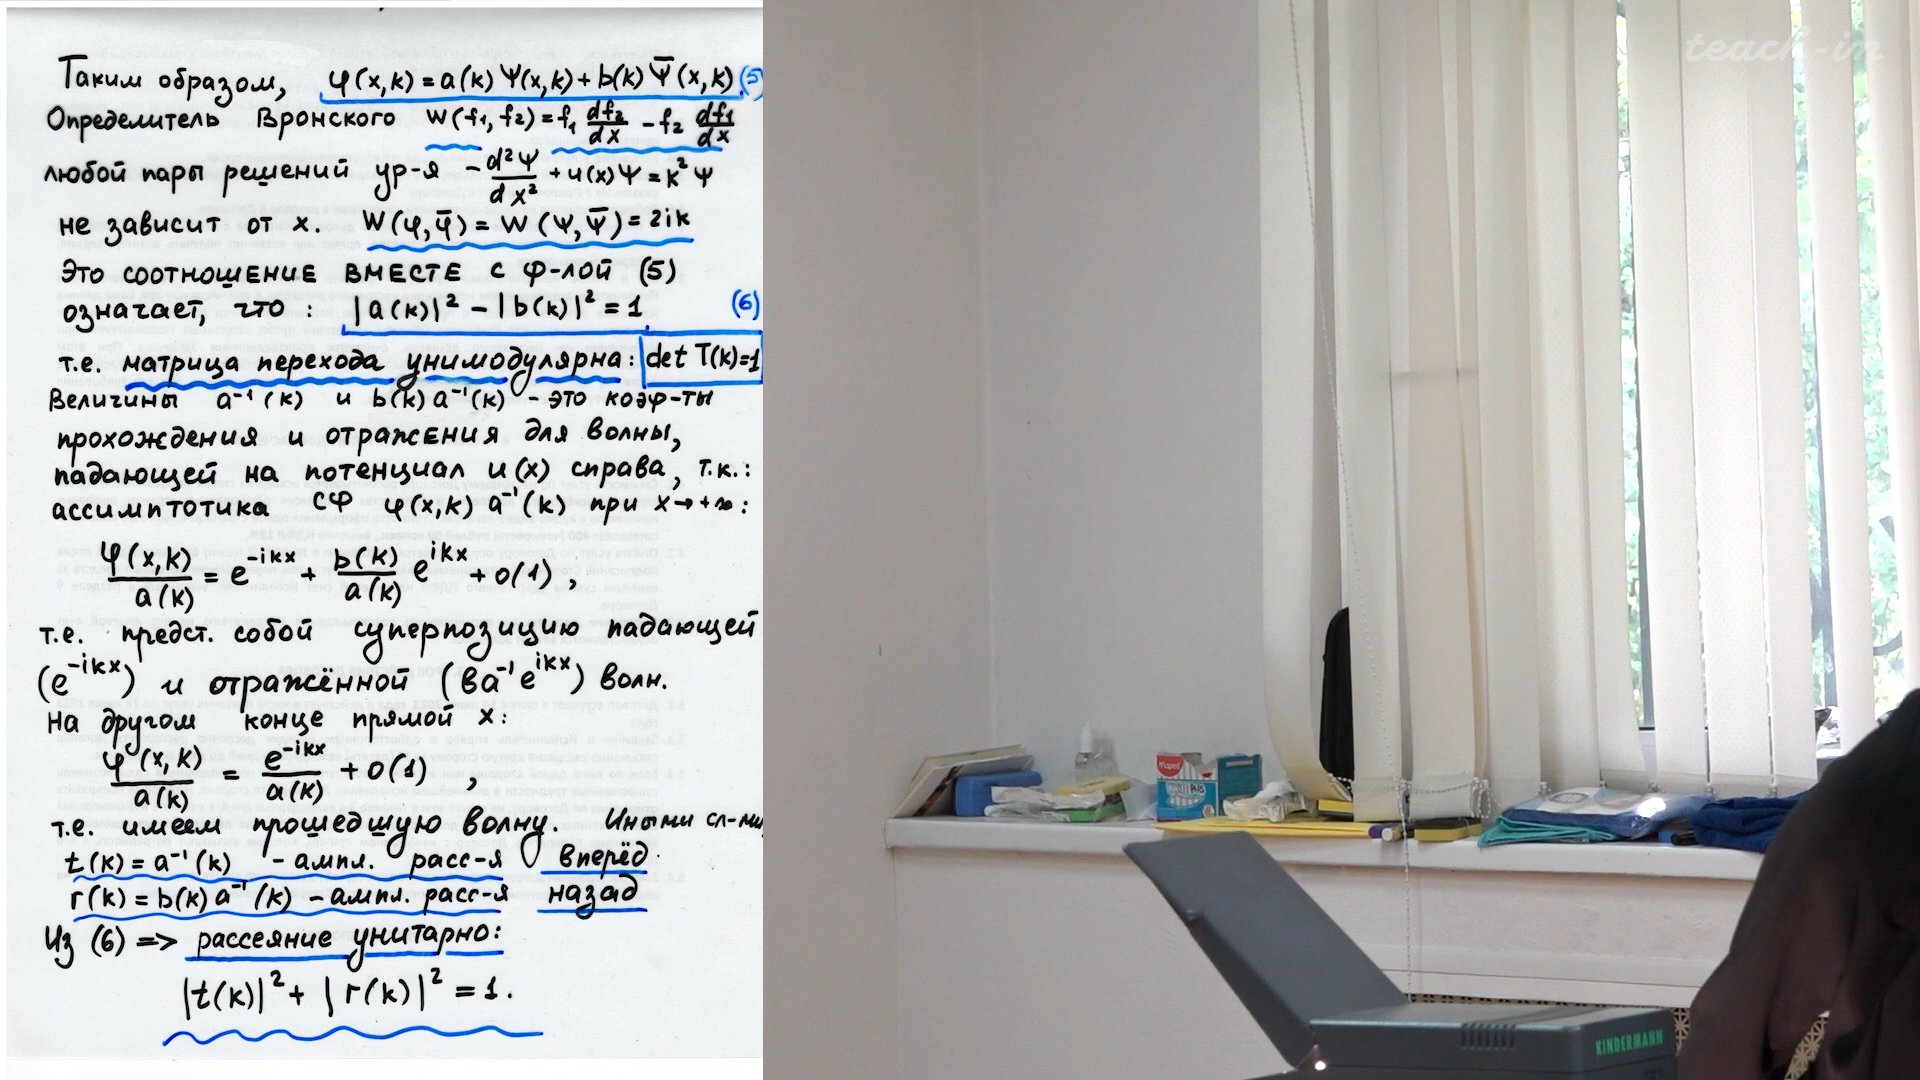 Таким образом, φ(x,k) = a(k) Ψ(x,k) + b(k) Ψ̅(x,k) (5)
Определитель Вронского W(f₁, f₂) = f₁ df₂/dx - f₂ df₁/dx
любой пары решений ур-я - d²Ψ/dx² + u(x)Ψ = k²Ψ
не зависит от x. W(φ,φ̅) = W(Ψ,Ψ̅) = 2ik
Это соотношение вместе с ф-лой (5)
означает, что: |a(k)|² - |b(k)|² = 1 (6)
т.е. матрица перехода унимодулярна: det T(k)=1
Величины a⁻¹(k) и b(k) a⁻¹(k) - это коэф-ты
прохождения и отражения для волны,
падающей на потенциал u(x) справа, т.к.:
ассимптотика СФ φ(x,k) a⁻¹(k) при x→+∞:
φ(x,k)/a(k) = e^{-ikx} + b(k)/a(k) e^{ikx} + o(1),
т.е. предст. собой суперпозицию падающей
(e^{-ikx}) и отражённой (ba⁻¹e^{ikx}) волн.
На другом конце прямой x:
φ(x,k)/a(k) = e^{-ikx}/a(k) + o(1),
т.е. имеем прошедшую волну. Иными сл-ми
t(k) = a⁻¹(k) - ампл. расс-я вперёд
r(k) = b(k) a⁻¹(k) - ампл. расс-я назад
Из (6) => рассеяние унитарно:
|t(k)|² + |r(k)|² = 1.
teach-in
maped
KINDERMANN